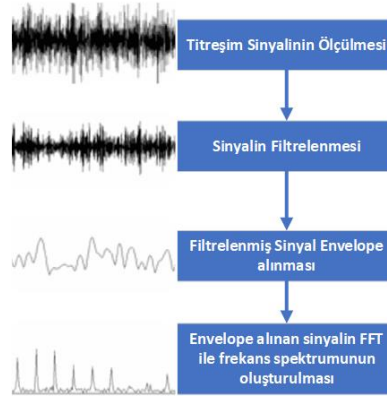 Titreşim Sinyalinin Ölçülmesi
Sinyalin Filtrelenmesi
Filtrelenmiş Sinyal Envelope
alınması
Envelope alınan sinyalin FFT
ile frekans spektrumunun
oluşturulması